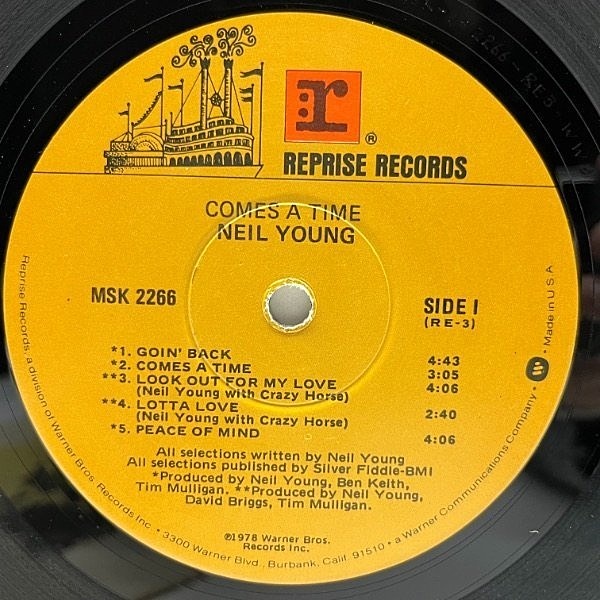 r
®
REPRISE RECORDS
COMES A TIME
NEIL YOUNG
MSK 2266
SIDE I
(RE-3)
*1. GOIN' BACK 4:43
*2. COMES A TIME 3:05
**3. LOOK OUT FOR MY LOVE 4:06
(Neil Young with Crazy Horse)
**4. LOTTA LOVE 2:40
(Neil Young with Crazy Horse)
*5. PEACE OF MIND 4:06
All selections written by Neil Young
All selections published by Silver Fiddle-BMI
*Produced by Neil Young, Ben Keith,
Tim Mulligan. **Produced by Neil Young,
David Briggs, Tim Mulligan.
℗1978 Warner Bros.
Records Inc.
Reprise Records, a division of Warner Bros. Records Inc. • 3300 Warner Blvd., Burbank, Calif. 91510 • a Warner Communications Company • W • Made in U.S.A.
2266 - RE3